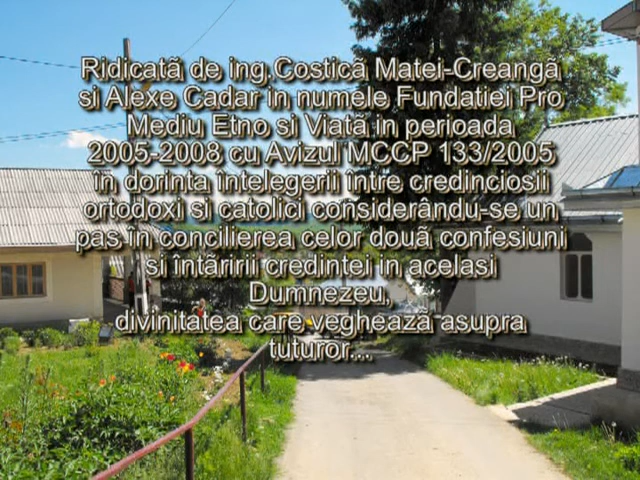 Ridicată de ing.Costică Matei-Creangă
si Alexe Cadar in numele Fundatiei Pro
Mediu Etno si Viată in perioada
2005-2008 cu Avizul MCCP 133/2005
în dorinta întelegerii între credinciosii
ortodoxi si catolici considerându-se un
pas în concilierea celor două confesiuni
si întăririi credintei in acelasi
Dumnezeu,
divinitatea care veghează asupra
tuturor...